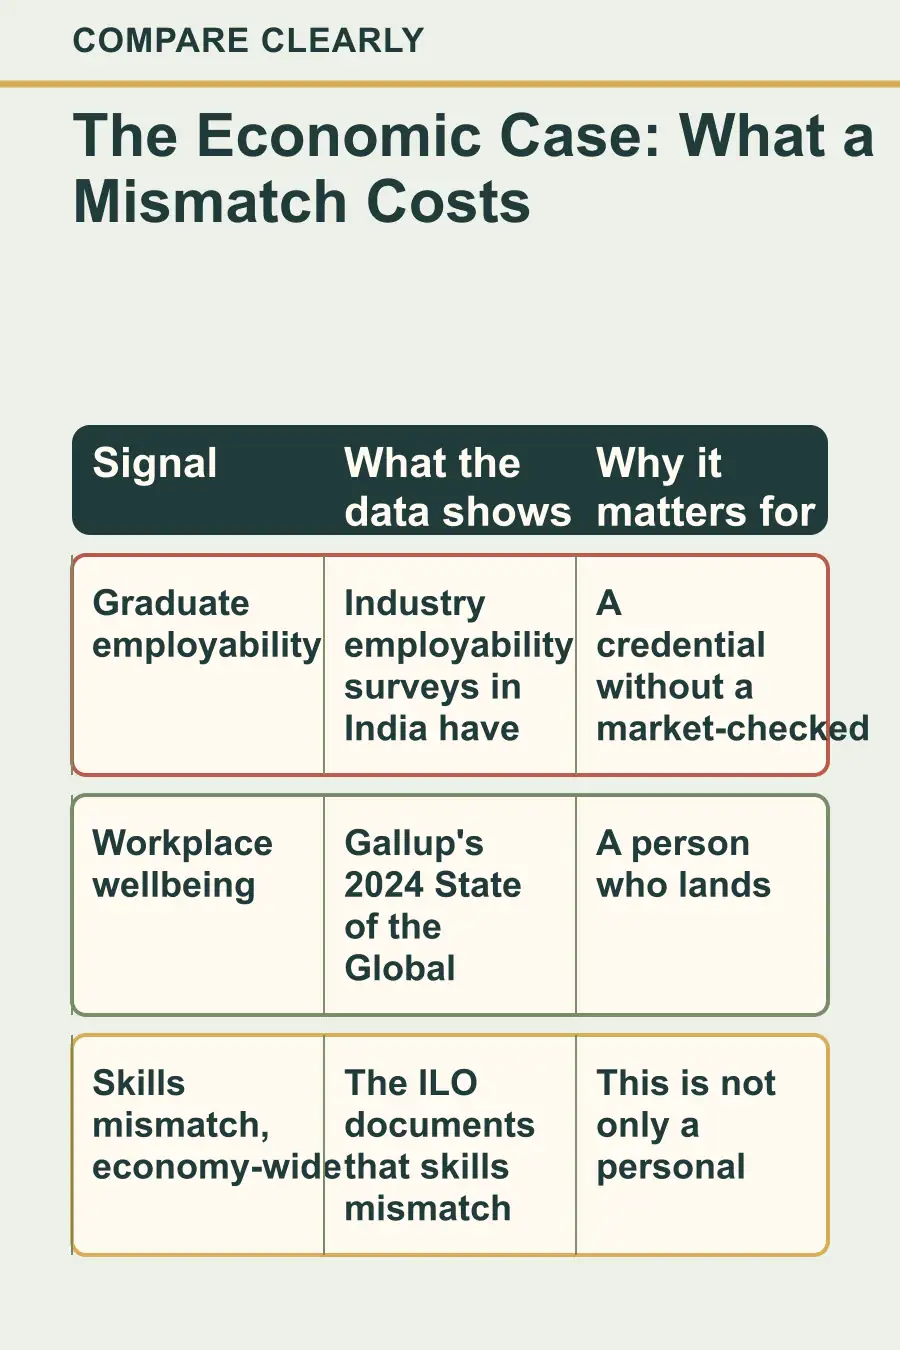 COMPARE CLEARLY
The Economic Case: What a
Mismatch Costs
Signal
What the
data shows
Why it
matters for
Graduate
employability
Industry
employability
surveys in
India have
A
credential
without a
market-checked
Workplace
wellbeing
Gallup's
2024 State
of the
Global
A person
who lands
Skills
mismatch,
economy-wide
The ILO
documents
that skills
mismatch
This is not
only a
personal